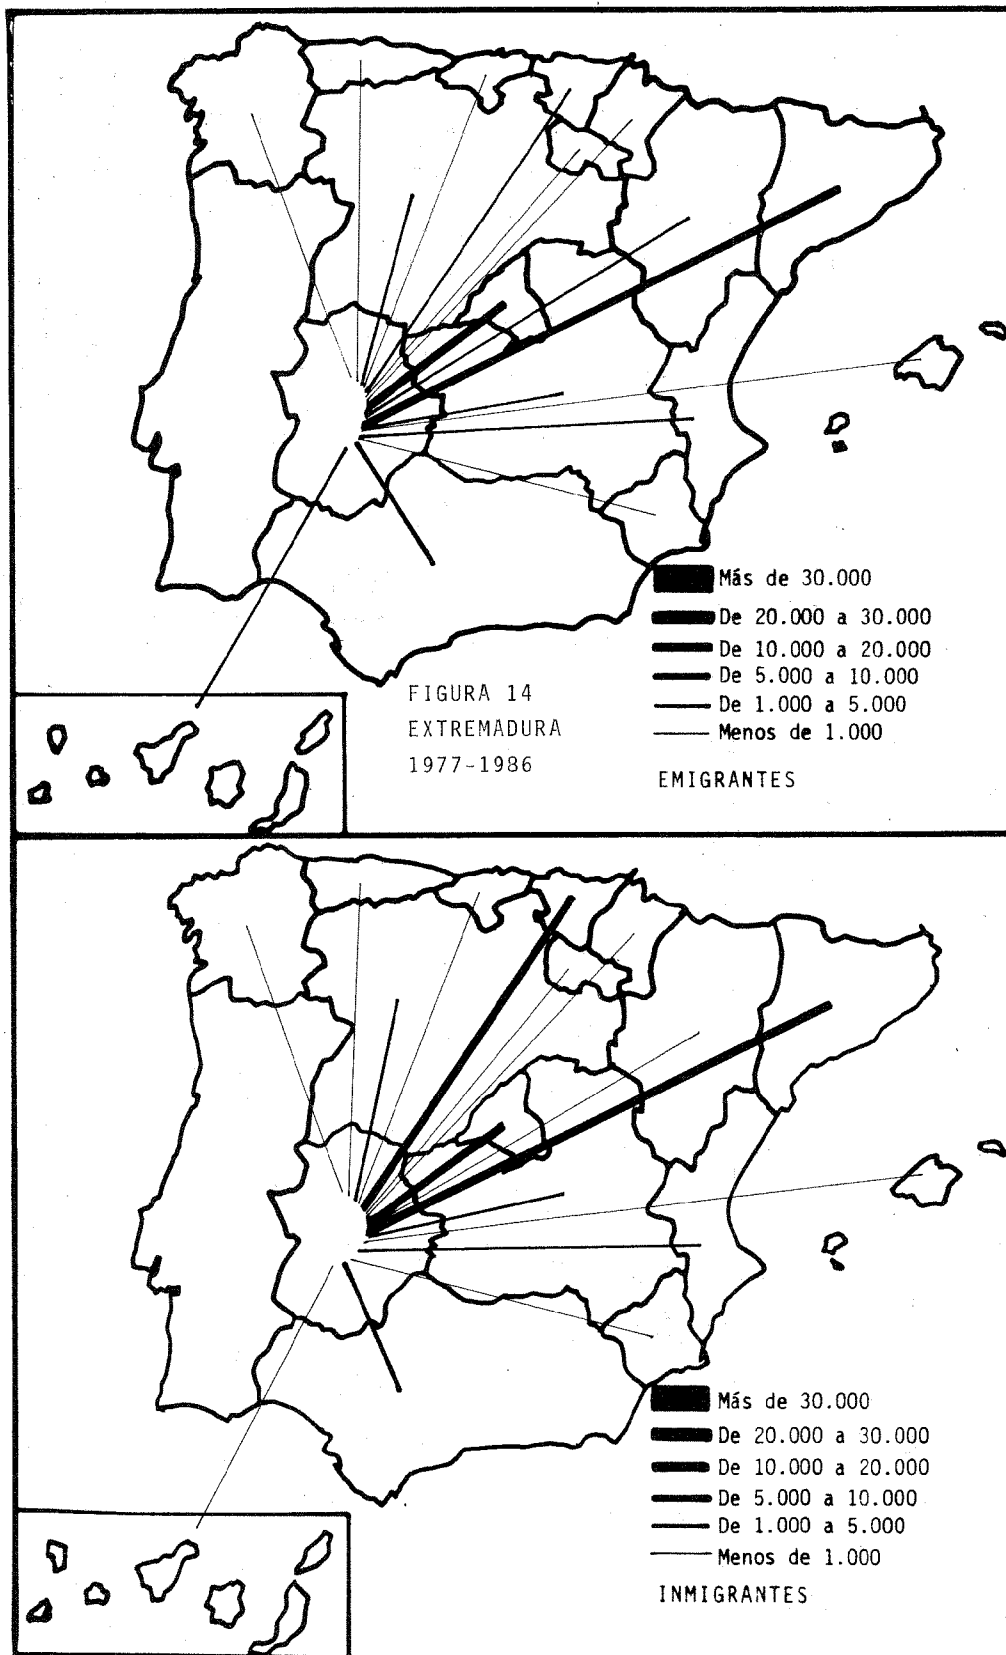 Más de 30.000
De 20.000 a 30.000
De 10.000 a 20.000
De 5.000 a 10.000
De 1.000 a 5.000
Menos de 1.000
EMIGRANTES
FIGURA 14
EXTREMADURA
1977-1986
Más de 30.000
De 20.000 a 30.000
De 10.000 a 20.000
De 5.000 a 10.000
De 1.000 a 5.000
Menos de 1.000
INMIGRANTES